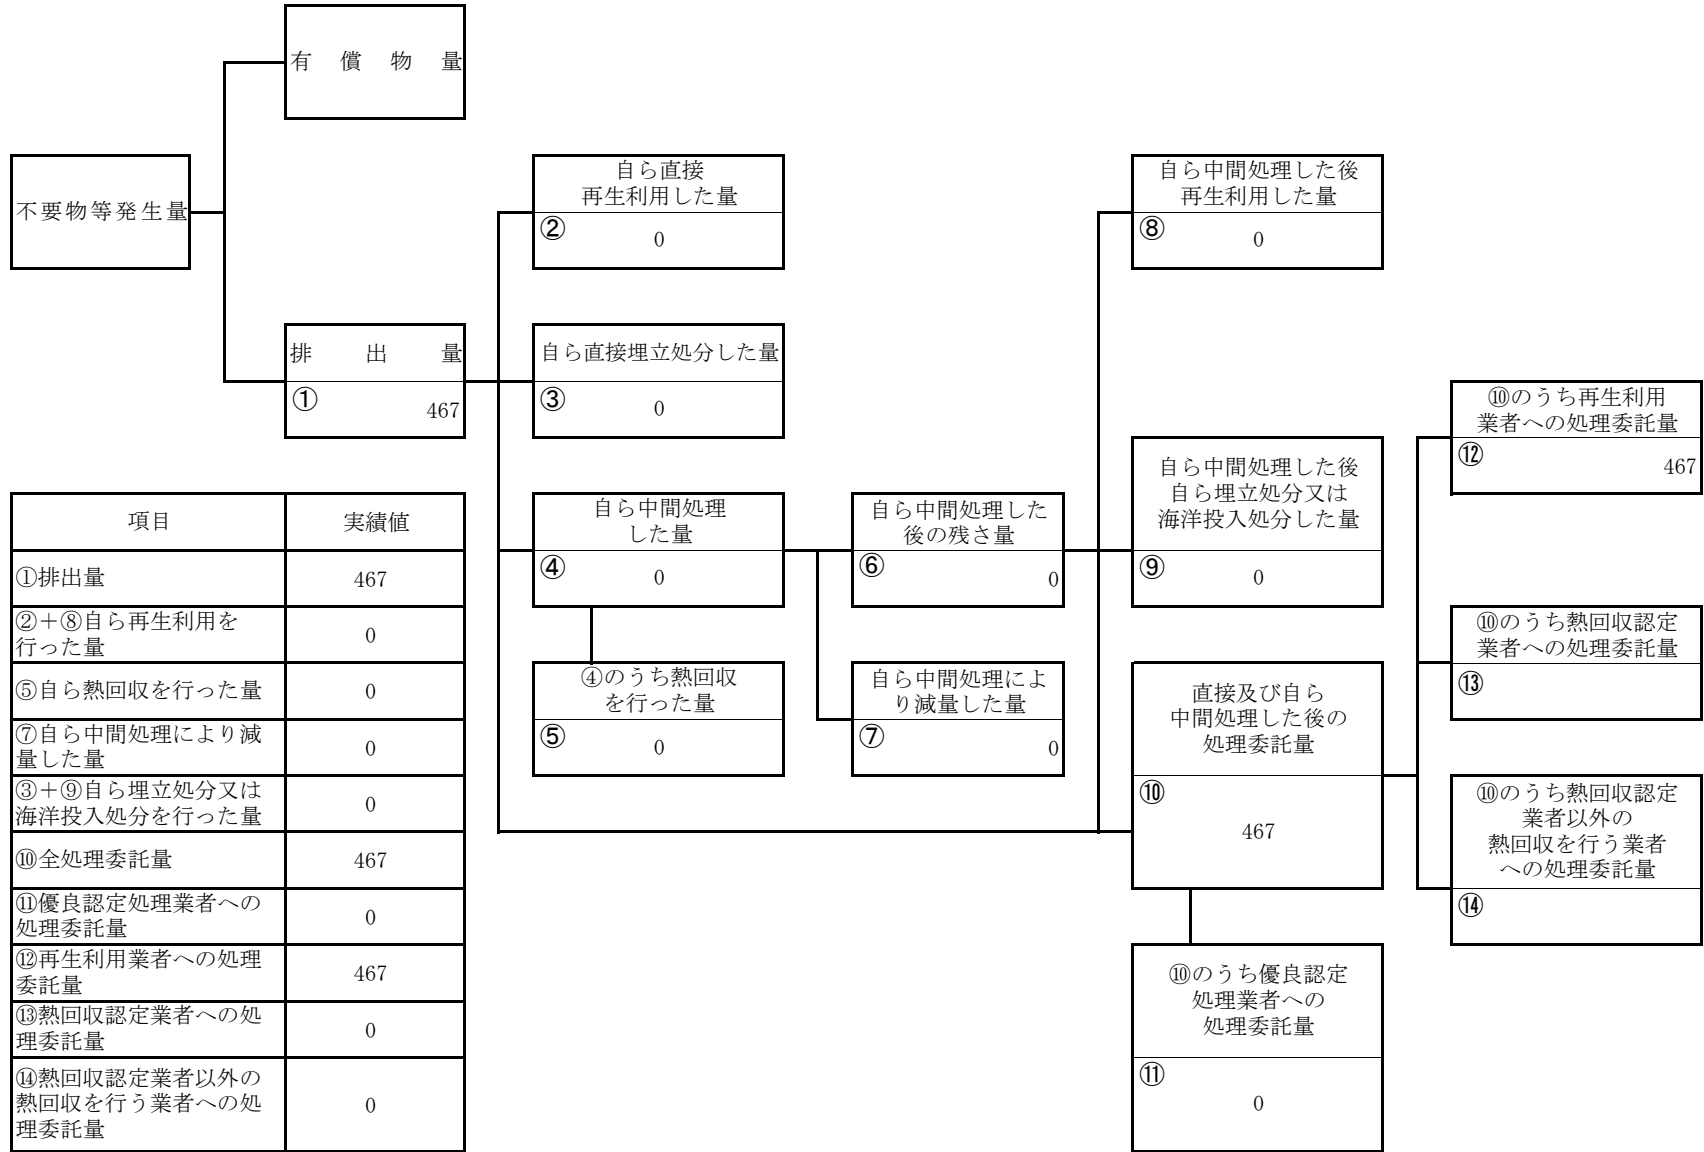 有償物量
不要物等発生量
自ら直接
再生利用した量
②
0
自ら中間処理した後
再生利用した量
⑧
0
排出量
①
467
自ら直接埋立処分した量
③
0
⑩のうち再生利用
業者への処理委託量
⑫
467
自ら中間処理した後
自ら埋立処分又は
海洋投入処分した量
⑨
0
自ら中間処理
した量
④
0
自ら中間処理した
後の残さ量
⑥
0
④のうち熱回収
を行った量
⑤
0
自ら中間処理によ
り減量した量
⑦
0
直接及び自ら
中間処理した後の
処理委託量
⑩
467
⑩のうち熱回収認定
業者への処理委託量
⑬
⑩のうち熱回収認定
業者以外の
熱回収を行う業者
への処理委託量
⑭
⑩のうち優良認定
処理業者への
処理委託量
⑪
0
項目 実績値
①排出量 467
②＋⑧自ら再生利用を
行った量 0
⑤自ら熱回収を行った量 0
⑦自ら中間処理により減
量した量 0
③＋⑨自ら埋立処分又は
海洋投入処分を行った量 0
⑩全処理委託量 467
⑪優良認定処理業者への
処理委託量 0
⑫再生利用業者への処理
委託量 467
⑬熱回収認定業者への処
理委託量 0
⑭熱回収認定業者以外の
熱回収を行う業者への処
理委託量 0